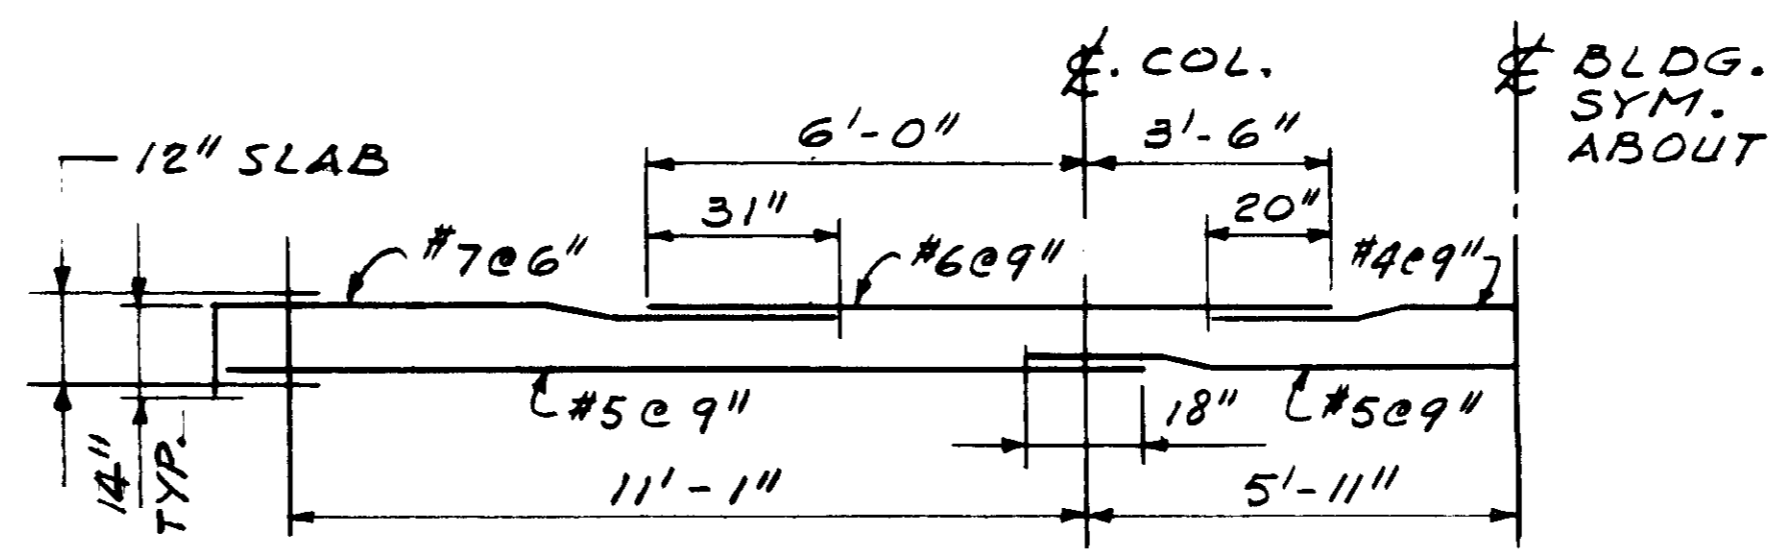 ℄. COL.
℄ BLDG.
SYM.
ABOUT
6'-0"
3'-6"
12" SLAB
31"
20"
#7@6"
#6@9"
#4@9"
#5@9"
18"
#5@9"
14"
TYP.
11'-1"
5'-11"